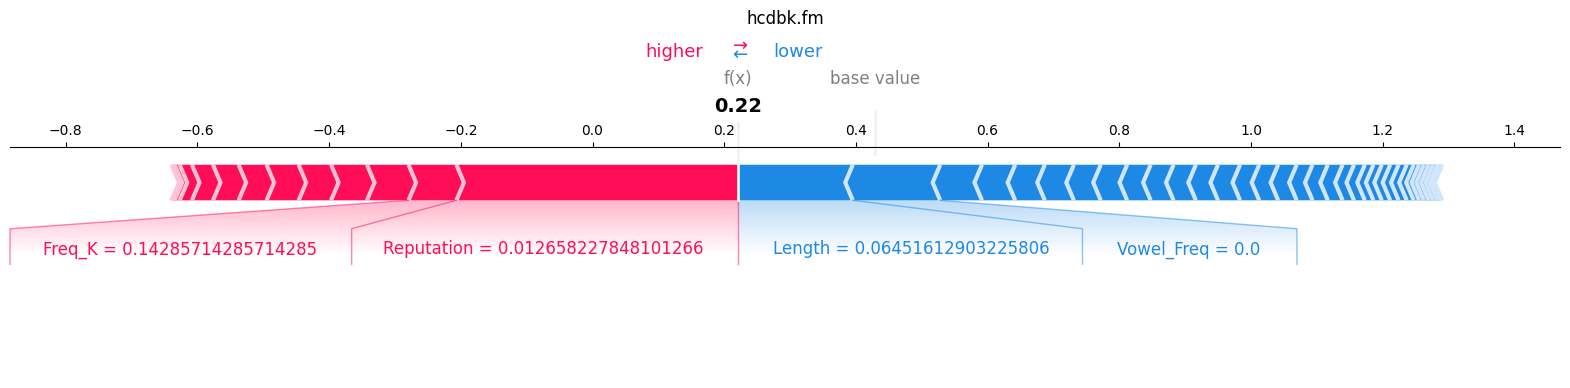 hcdbk.fm
higher → ← lower
f(x) base value
0.22
−0.8 −0.6 −0.4 −0.2 0.0 0.2 0.4 0.6 0.8 1.0 1.2 1.4
Freq_K = 0.14285714285714285 Reputation = 0.012658227848101266 Length = 0.06451612903225806 Vowel_Freq = 0.0